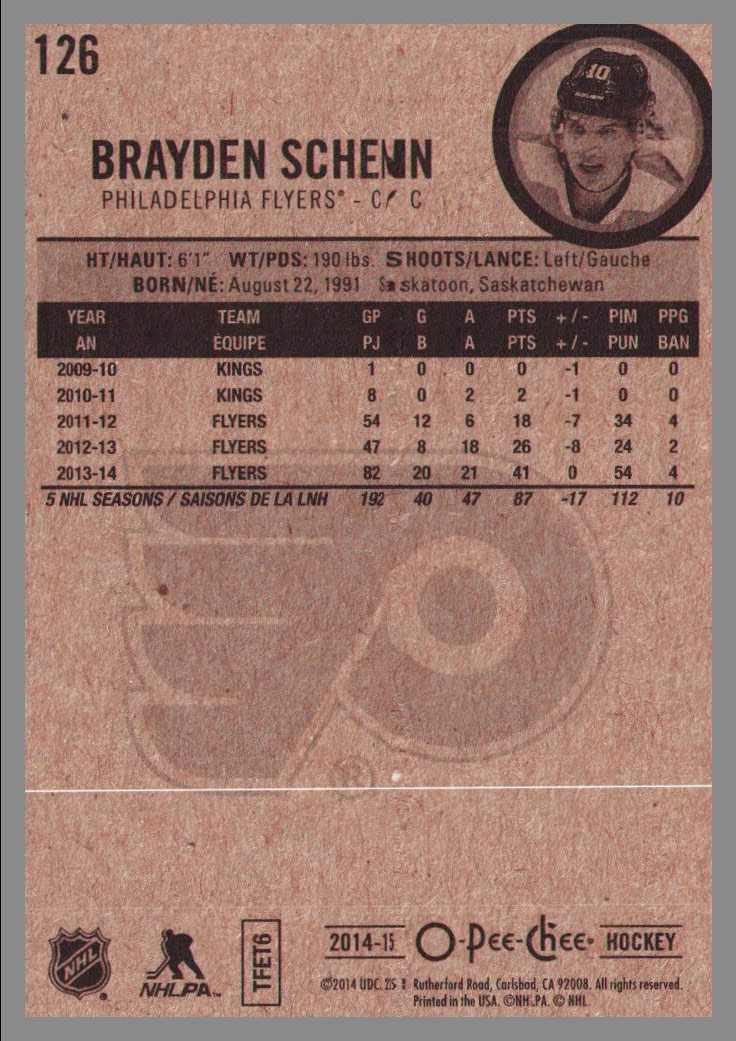 126
10
BRAYDEN SCHENN
PHILADELPHIA FLYERS® - C/ C
HT/HAUT: 6'1" WT/PDS: 190 lbs. SHOOTS/LANCE: Left/Gauche
BORN/NÉ: August 22, 1991 Saskatoon, Saskatchewan
YEAR TEAM GP G A PTS +/- PIM PPG
AN ÉQUIPE PJ B A PTS +/- PUN BAN
2009-10 KINGS 1 0 0 0 -1 0 0
2010-11 KINGS 8 0 2 2 -1 0 0
2011-12 FLYERS 54 12 6 18 -7 34 4
2012-13 FLYERS 47 8 18 26 -8 24 2
2013-14 FLYERS 82 20 21 41 0 54 4
5 NHL SEASONS / SAISONS DE LA LNH 192 40 47 87 -17 112 10
®
NHL ®
NHLPA™
TFET6
2014-15 O-Pee-Chee® HOCKEY
©2014 UDC. Rutherford Road, Carlsbad, CA 92008. All rights reserved.
Printed in the USA. ©NHLPA. © NHL.